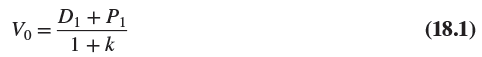 V₀ = (D₁ + P₁) / (1 + k) (18.1)